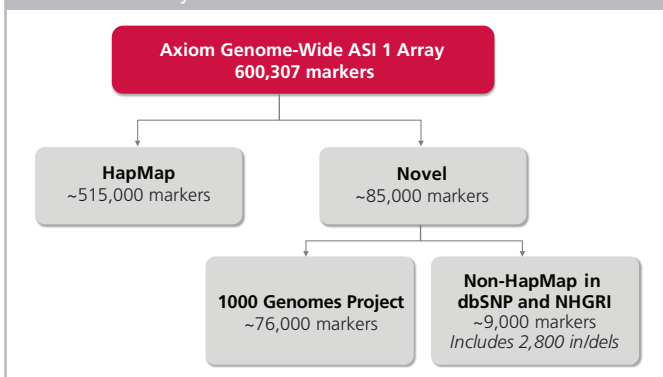 Axiom Genome-Wide ASI 1 Array
600,307 markers
HapMap
~515,000 markers
Novel
~85,000 markers
1000 Genomes Project
~76,000 markers
Non-HapMap in
dbSNP and NHGRI
~9,000 markers
Includes 2,800 in/dels